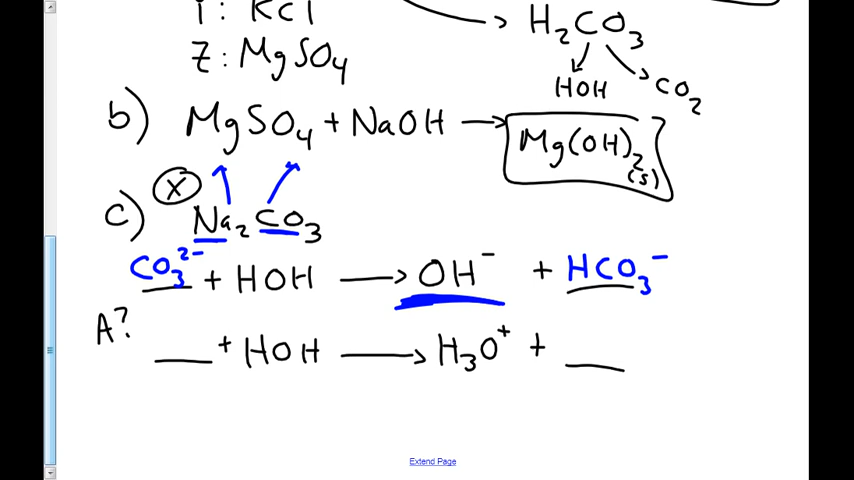 Y : KCl
Z : MgSO4
H2CO3
HOH CO2
b) MgSO4 + NaOH → Mg(OH)2 (s)
X
c) Na2CO3
CO3^2- + HOH → OH^- + HCO3^-
A? ___ + HOH → H3O^+ + ___
Extend Page